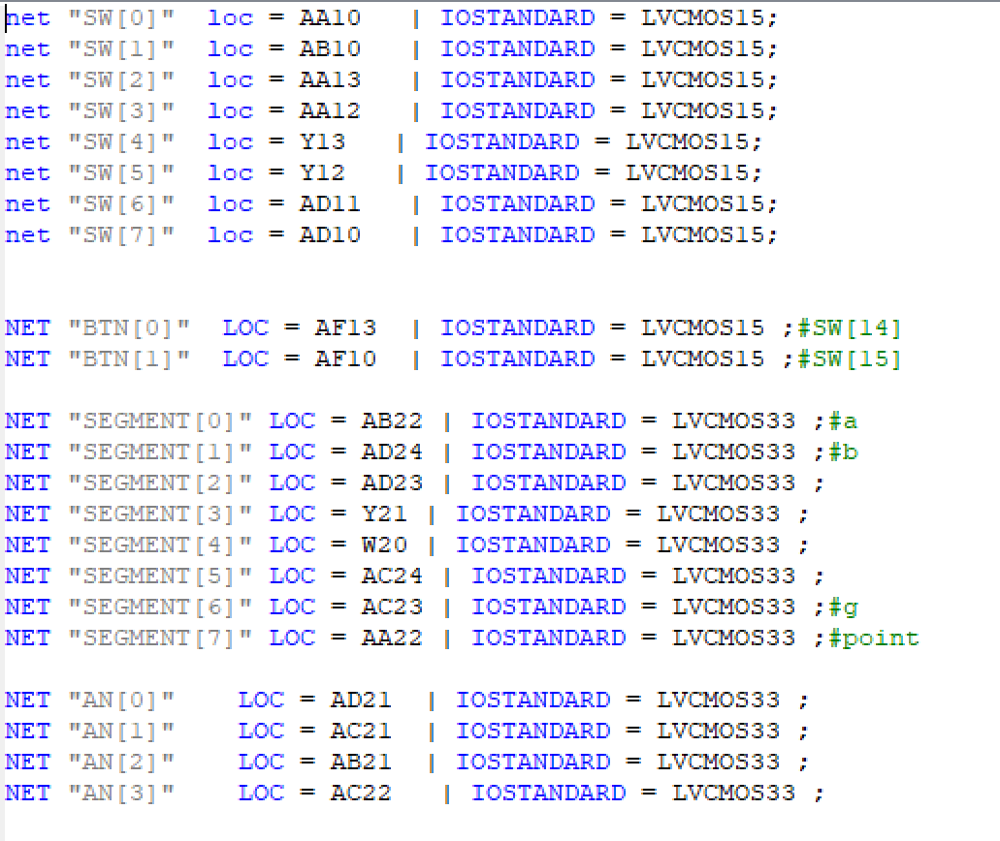 net "SW[0]"  loc = AA10   | IOSTANDARD = LVCMOS15;
net "SW[1]"  loc = AB10   | IOSTANDARD = LVCMOS15;
net "SW[2]"  loc = AA13   | IOSTANDARD = LVCMOS15;
net "SW[3]"  loc = AA12   | IOSTANDARD = LVCMOS15;
net "SW[4]"  loc = Y13   | IOSTANDARD = LVCMOS15;
net "SW[5]"  loc = Y12   | IOSTANDARD = LVCMOS15;
net "SW[6]"  loc = AD11   | IOSTANDARD = LVCMOS15;
net "SW[7]"  loc = AD10   | IOSTANDARD = LVCMOS15;
NET "BTN[0]"  LOC = AF13  | IOSTANDARD = LVCMOS15 ;#SW[14]
NET "BTN[1]"  LOC = AF10  | IOSTANDARD = LVCMOS15 ;#SW[15]
NET "SEGMENT[0]" LOC = AB22 | IOSTANDARD = LVCMOS33 ;#a
NET "SEGMENT[1]" LOC = AD24 | IOSTANDARD = LVCMOS33 ;#b
NET "SEGMENT[2]" LOC = AD23 | IOSTANDARD = LVCMOS33 ;
NET "SEGMENT[3]" LOC = Y21 | IOSTANDARD = LVCMOS33 ;
NET "SEGMENT[4]" LOC = W20 | IOSTANDARD = LVCMOS33 ;
NET "SEGMENT[5]" LOC = AC24 | IOSTANDARD = LVCMOS33 ;
NET "SEGMENT[6]" LOC = AC23 | IOSTANDARD = LVCMOS33 ;#g
NET "SEGMENT[7]" LOC = AA22 | IOSTANDARD = LVCMOS33 ;#point
NET "AN[0]"    LOC = AD21  | IOSTANDARD = LVCMOS33 ;
NET "AN[1]"    LOC = AC21  | IOSTANDARD = LVCMOS33 ;
NET "AN[2]"    LOC = AB21  | IOSTANDARD = LVCMOS33 ;
NET "AN[3]"    LOC = AC22   | IOSTANDARD = LVCMOS33 ;